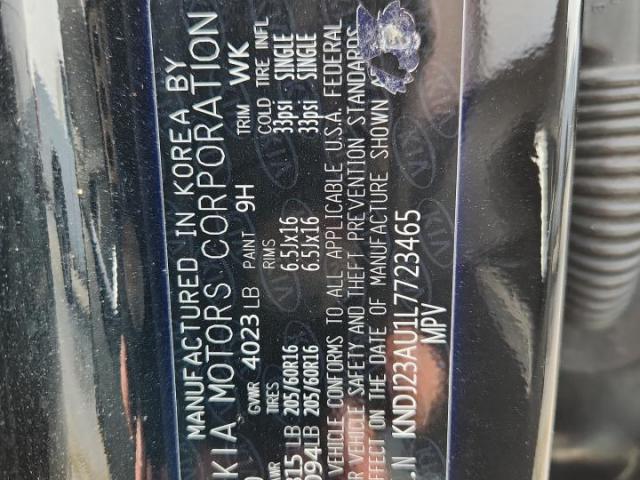 MANUFACTURED IN KOREA BY
KIA MOTORS CORPORATION
GVWR 4023 LB PAINT 9H TRIM WK
TIRES RIMS COLD TIRE INFL
LB 205/60R16 6.5Jx16 33psi SINGLE
LB 205/60R16 6.5Jx16 33psi SINGLE
VEHICLE CONFORMS TO ALL APPLICABLE U.S.A. FEDERAL
VEHICLE SAFETY AND THEFT PREVENTION STANDARDS
EFFECT ON THE DATE OF MANUFACTURE SHOWN
KNDJ23AU1L7723465
MPV